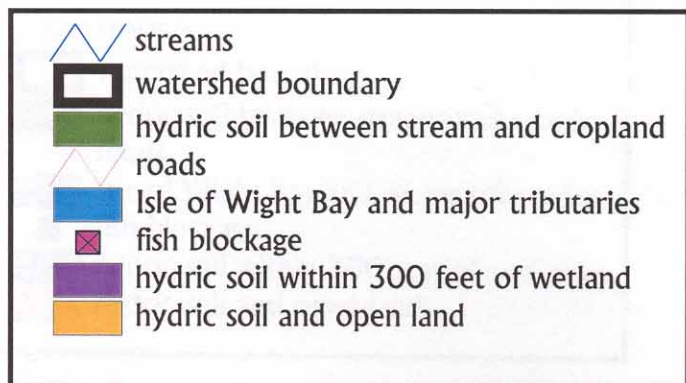 streams
watershed boundary
hydric soil between stream and cropland
roads
Isle of Wight Bay and major tributaries
fish blockage
hydric soil within 300 feet of wetland
hydric soil and open land